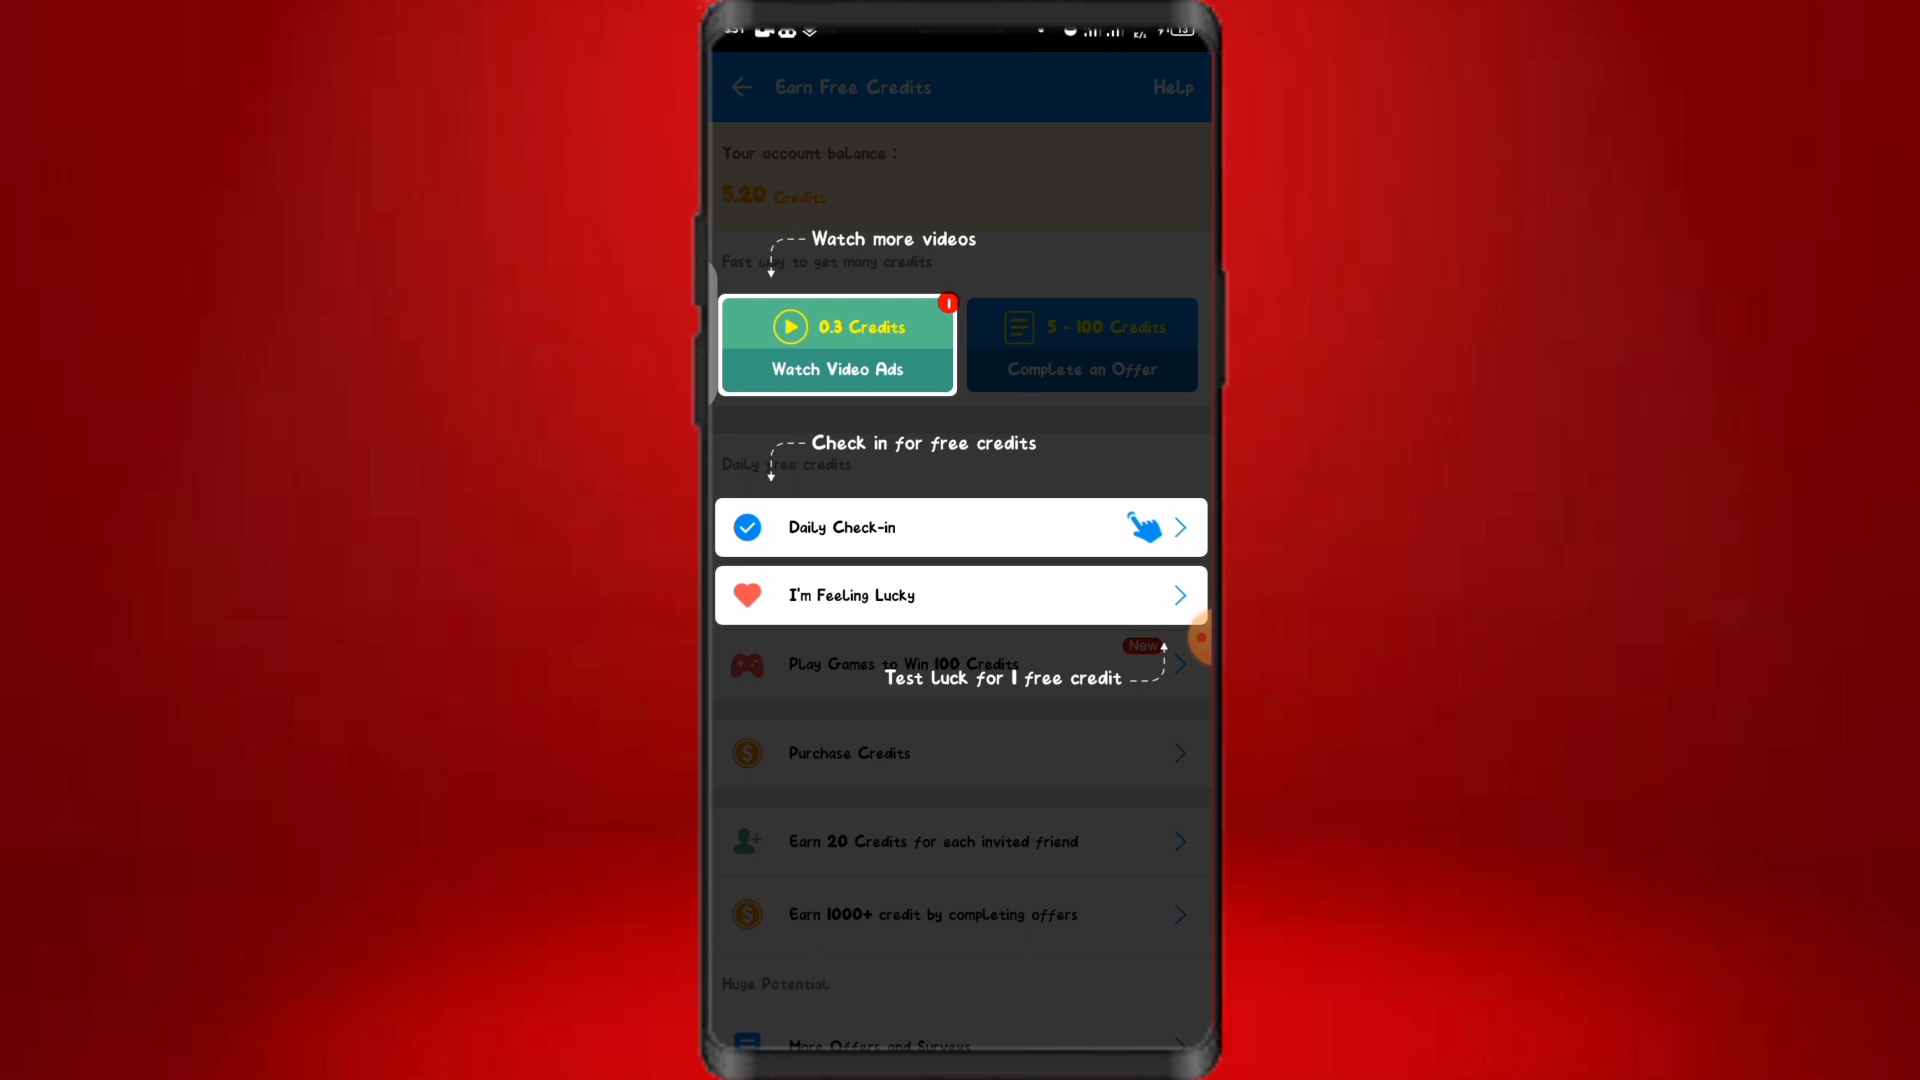 Earn Free Credits
Help
Your account balance :
5.20 Credits
Watch more videos
Fast way to get many credits
0.3 Credits
5 - 100 Credits
Watch Video Ads
Complete an Offer
Check in for free credits
Daily free credits
Daily Check-in
I'm Feeling Lucky
New
Play Games to Win 100 Credits
Test luck for 1 free credit
Purchase Credits
Earn 20 Credits for each invited friend
Earn 1000+ credit by completing offers
Huge Potential
More Offers and Surveys